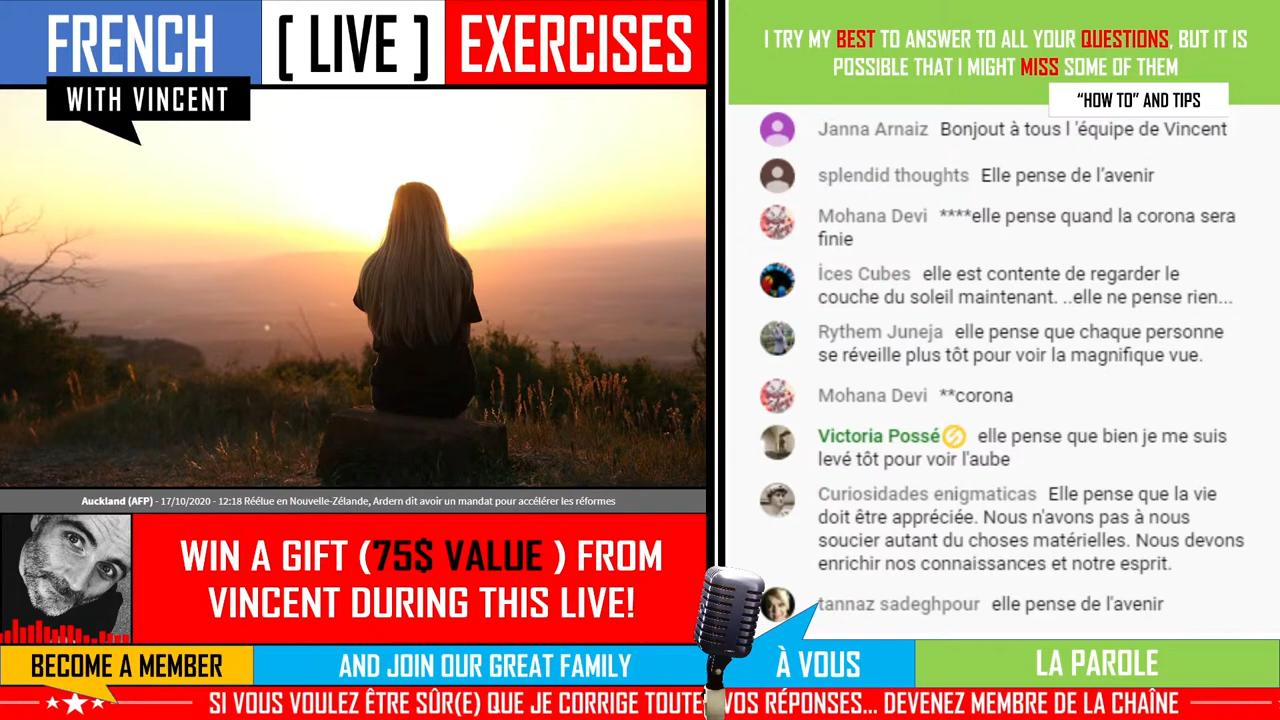 FRENCH [ LIVE ] EXERCISES
WITH VINCENT
Auckland (AFP) - 17/10/2020 - 12:18 Réélue en Nouvelle-Zélande, Ardern dit avoir un mandat pour accélérer les réformes
WIN A GIFT (75$ VALUE ) FROM
VINCENT DURING THIS LIVE!
I TRY MY BEST TO ANSWER TO ALL YOUR QUESTIONS, BUT IT IS
POSSIBLE THAT I MIGHT MISS SOME OF THEM
“HOW TO” AND TIPS
Janna Arnaiz Bonjout à tous l 'équipe de Vincent
splendid thoughts Elle pense de l'avenir
Mohana Devi ****elle pense quand la corona sera
finie
İces Cubes elle est contente de regarder le
couche du soleil maintenant. ..elle ne pense rien...
Rythem Juneja elle pense que chaque personne
se réveille plus tôt pour voir la magnifique vue.
Mohana Devi **corona
Victoria Possé elle pense que bien je me suis
levé tôt pour voir l'aube
Curiosidades enigmaticas Elle pense que la vie
doit être appréciée. Nous n'avons pas à nous
soucier autant du choses matérielles. Nous devons
enrichir nos connaissances et notre esprit.
tannaz sadeghpour elle pense de l'avenir
BECOME A MEMBER AND JOIN OUR GREAT FAMILY À VOUS LA PAROLE
SI VOUS VOULEZ ÊTRE SÛR(E) QUE JE CORRIGE TOUTE VOS RÉPONSES... DEVENEZ MEMBRE DE LA CHAÎNE